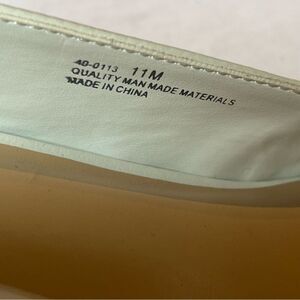 40-0113 11M
QUALITY MAN MADE MATERIALS
MADE IN CHINA